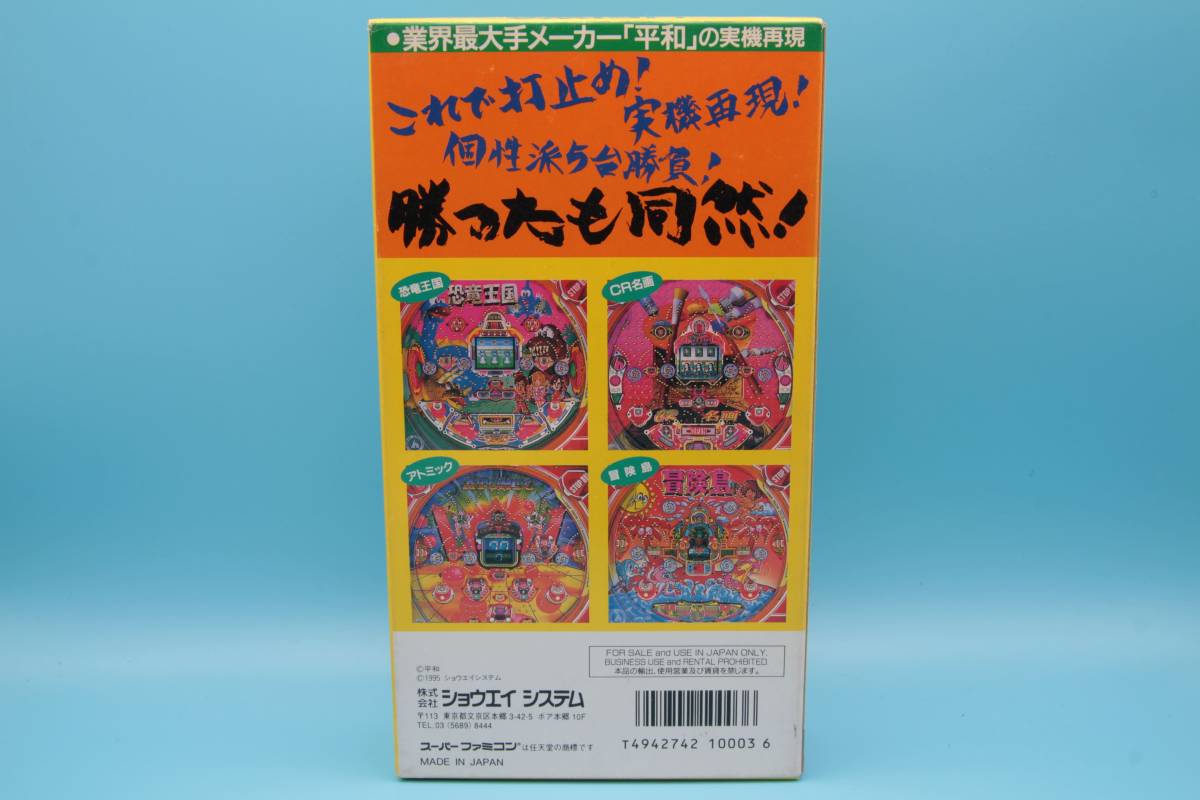 ●業界最大手メーカー「平和」の実機再現
これで打止め!
実機再現!
個性派5台勝負!
勝ったも同然!
恐竜王国
恐竜王国
CR名画
CR 名画
アトミック
冒険島
冒険島
FOR SALE and USE IN JAPAN ONLY.
BUSINESS USE and RENTAL PROHIBITED.
本品の輸出、使用営業及び賃貸を禁じます。
©平和
©1995 ショウエイシステム
株式会社 ショウエイ システム
〒113 東京都文京区本郷 3-42-5 ボア本郷 10F
TEL.03 (5689) 8444
スーパーファミコン®は任天堂の商標です
MADE IN JAPAN
T4942742 10003 6